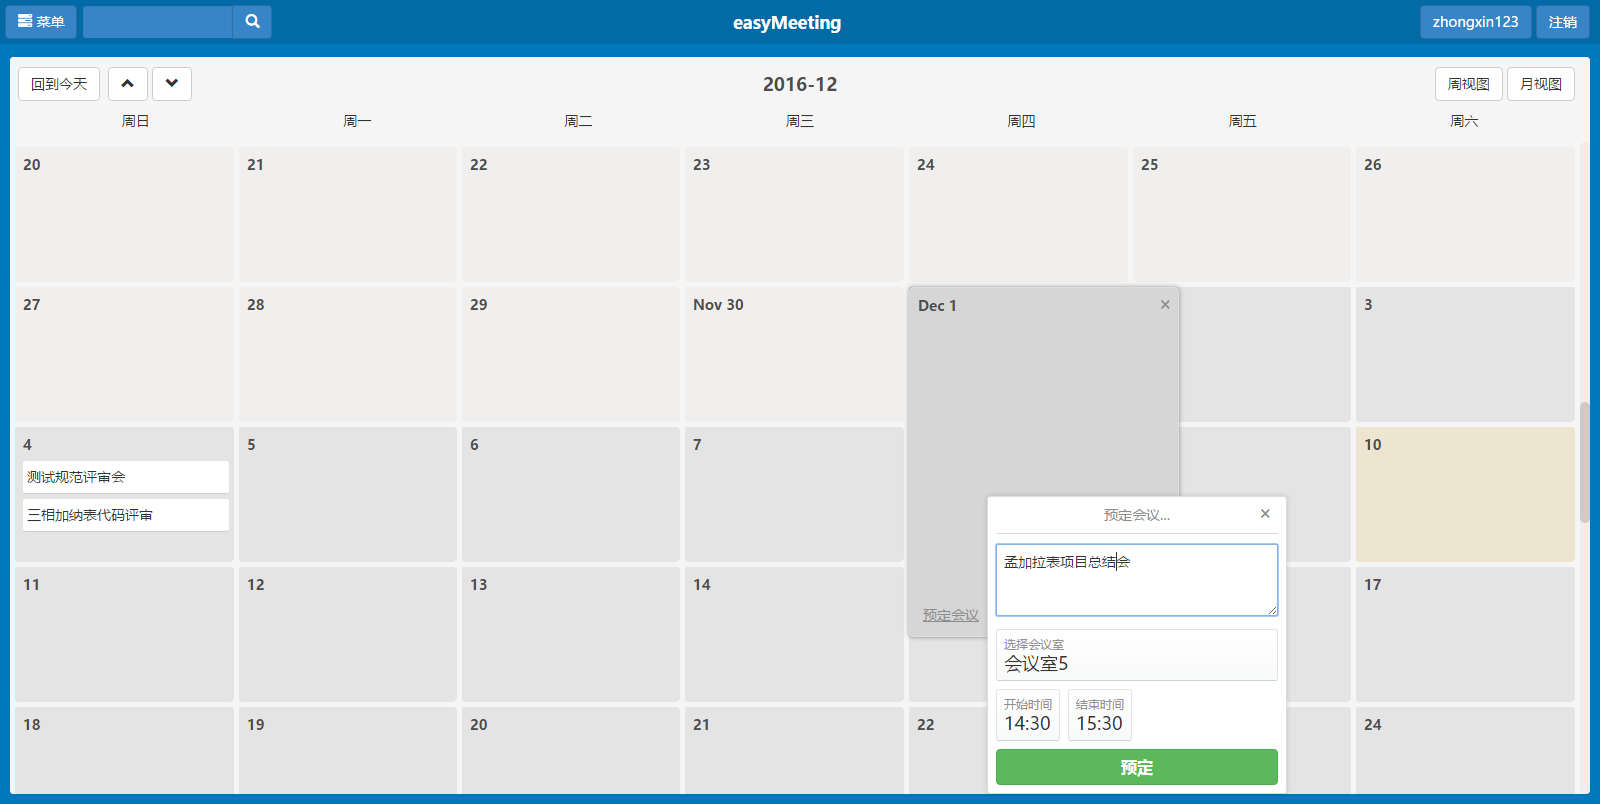 菜单
easyMeeting
zhongxin123 注销
回到今天
2016-12
周视图 月视图
周日 周一 周二 周三 周四 周五 周六
20 21 22 23 24 25 26
27 28 29 Nov 30 Dec 1 × 3
4 5 6 7 10
测试规范评审会
三相加纳表代码评审
预定会议... ×
孟加拉表项目总结会
11 12 13 14 17
预定会议
选择会议室
会议室5
开始时间 结束时间
14:30 15:30
18 19 20 21 22 24
预定